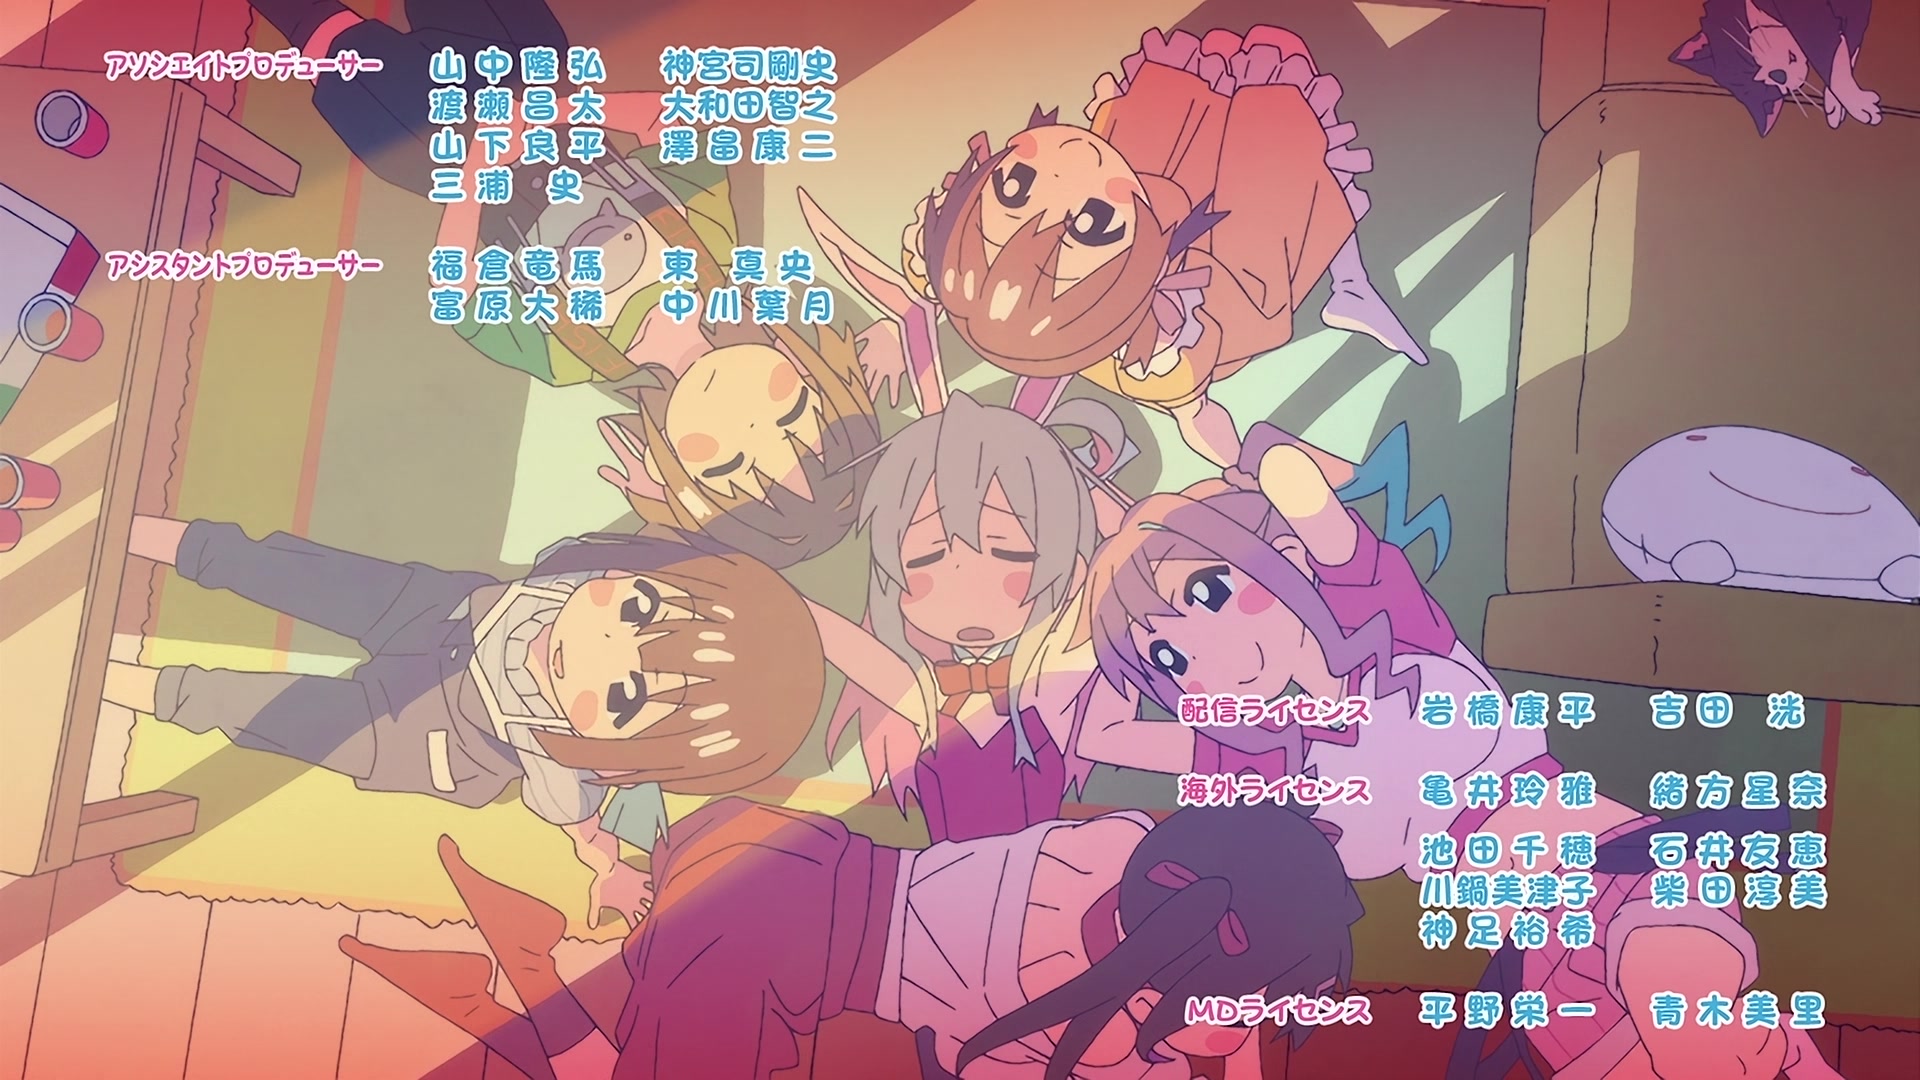 アソシエイトプロデューサー 山中隆弘 神宮司剛史
渡瀬昌太 大和田智之
山下良平 澤畠康二
三浦 史
アシスタントプロデューサー 福倉竜馬 東 真央
富原大稀 中川葉月
配信ライセンス 岩橋康平 吉田 洸
海外ライセンス 亀井玲雅 緒方星奈
池田千穂 石井友恵
川鍋美津子 柴田淳美
神足裕希
MDライセンス 平野栄一 青木美里